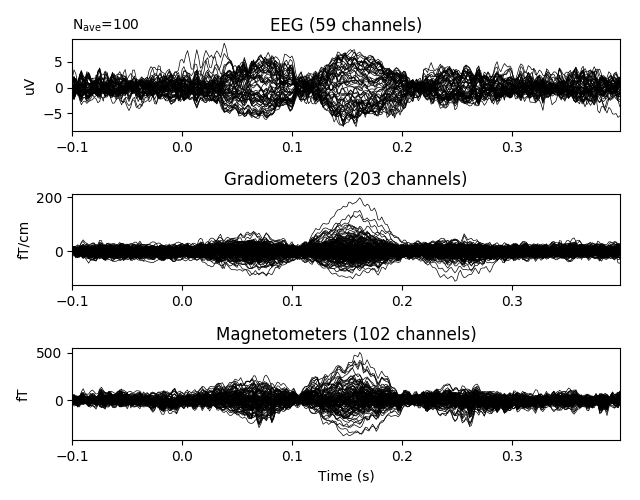 N_ave=100
EEG (59 channels)
uV
5
0
−5
−0.1 0.0 0.1 0.2 0.3
Gradiometers (203 channels)
fT/cm
200
0
−0.1 0.0 0.1 0.2 0.3
Magnetometers (102 channels)
fT
500
0
−0.1 0.0 0.1 0.2 0.3
Time (s)